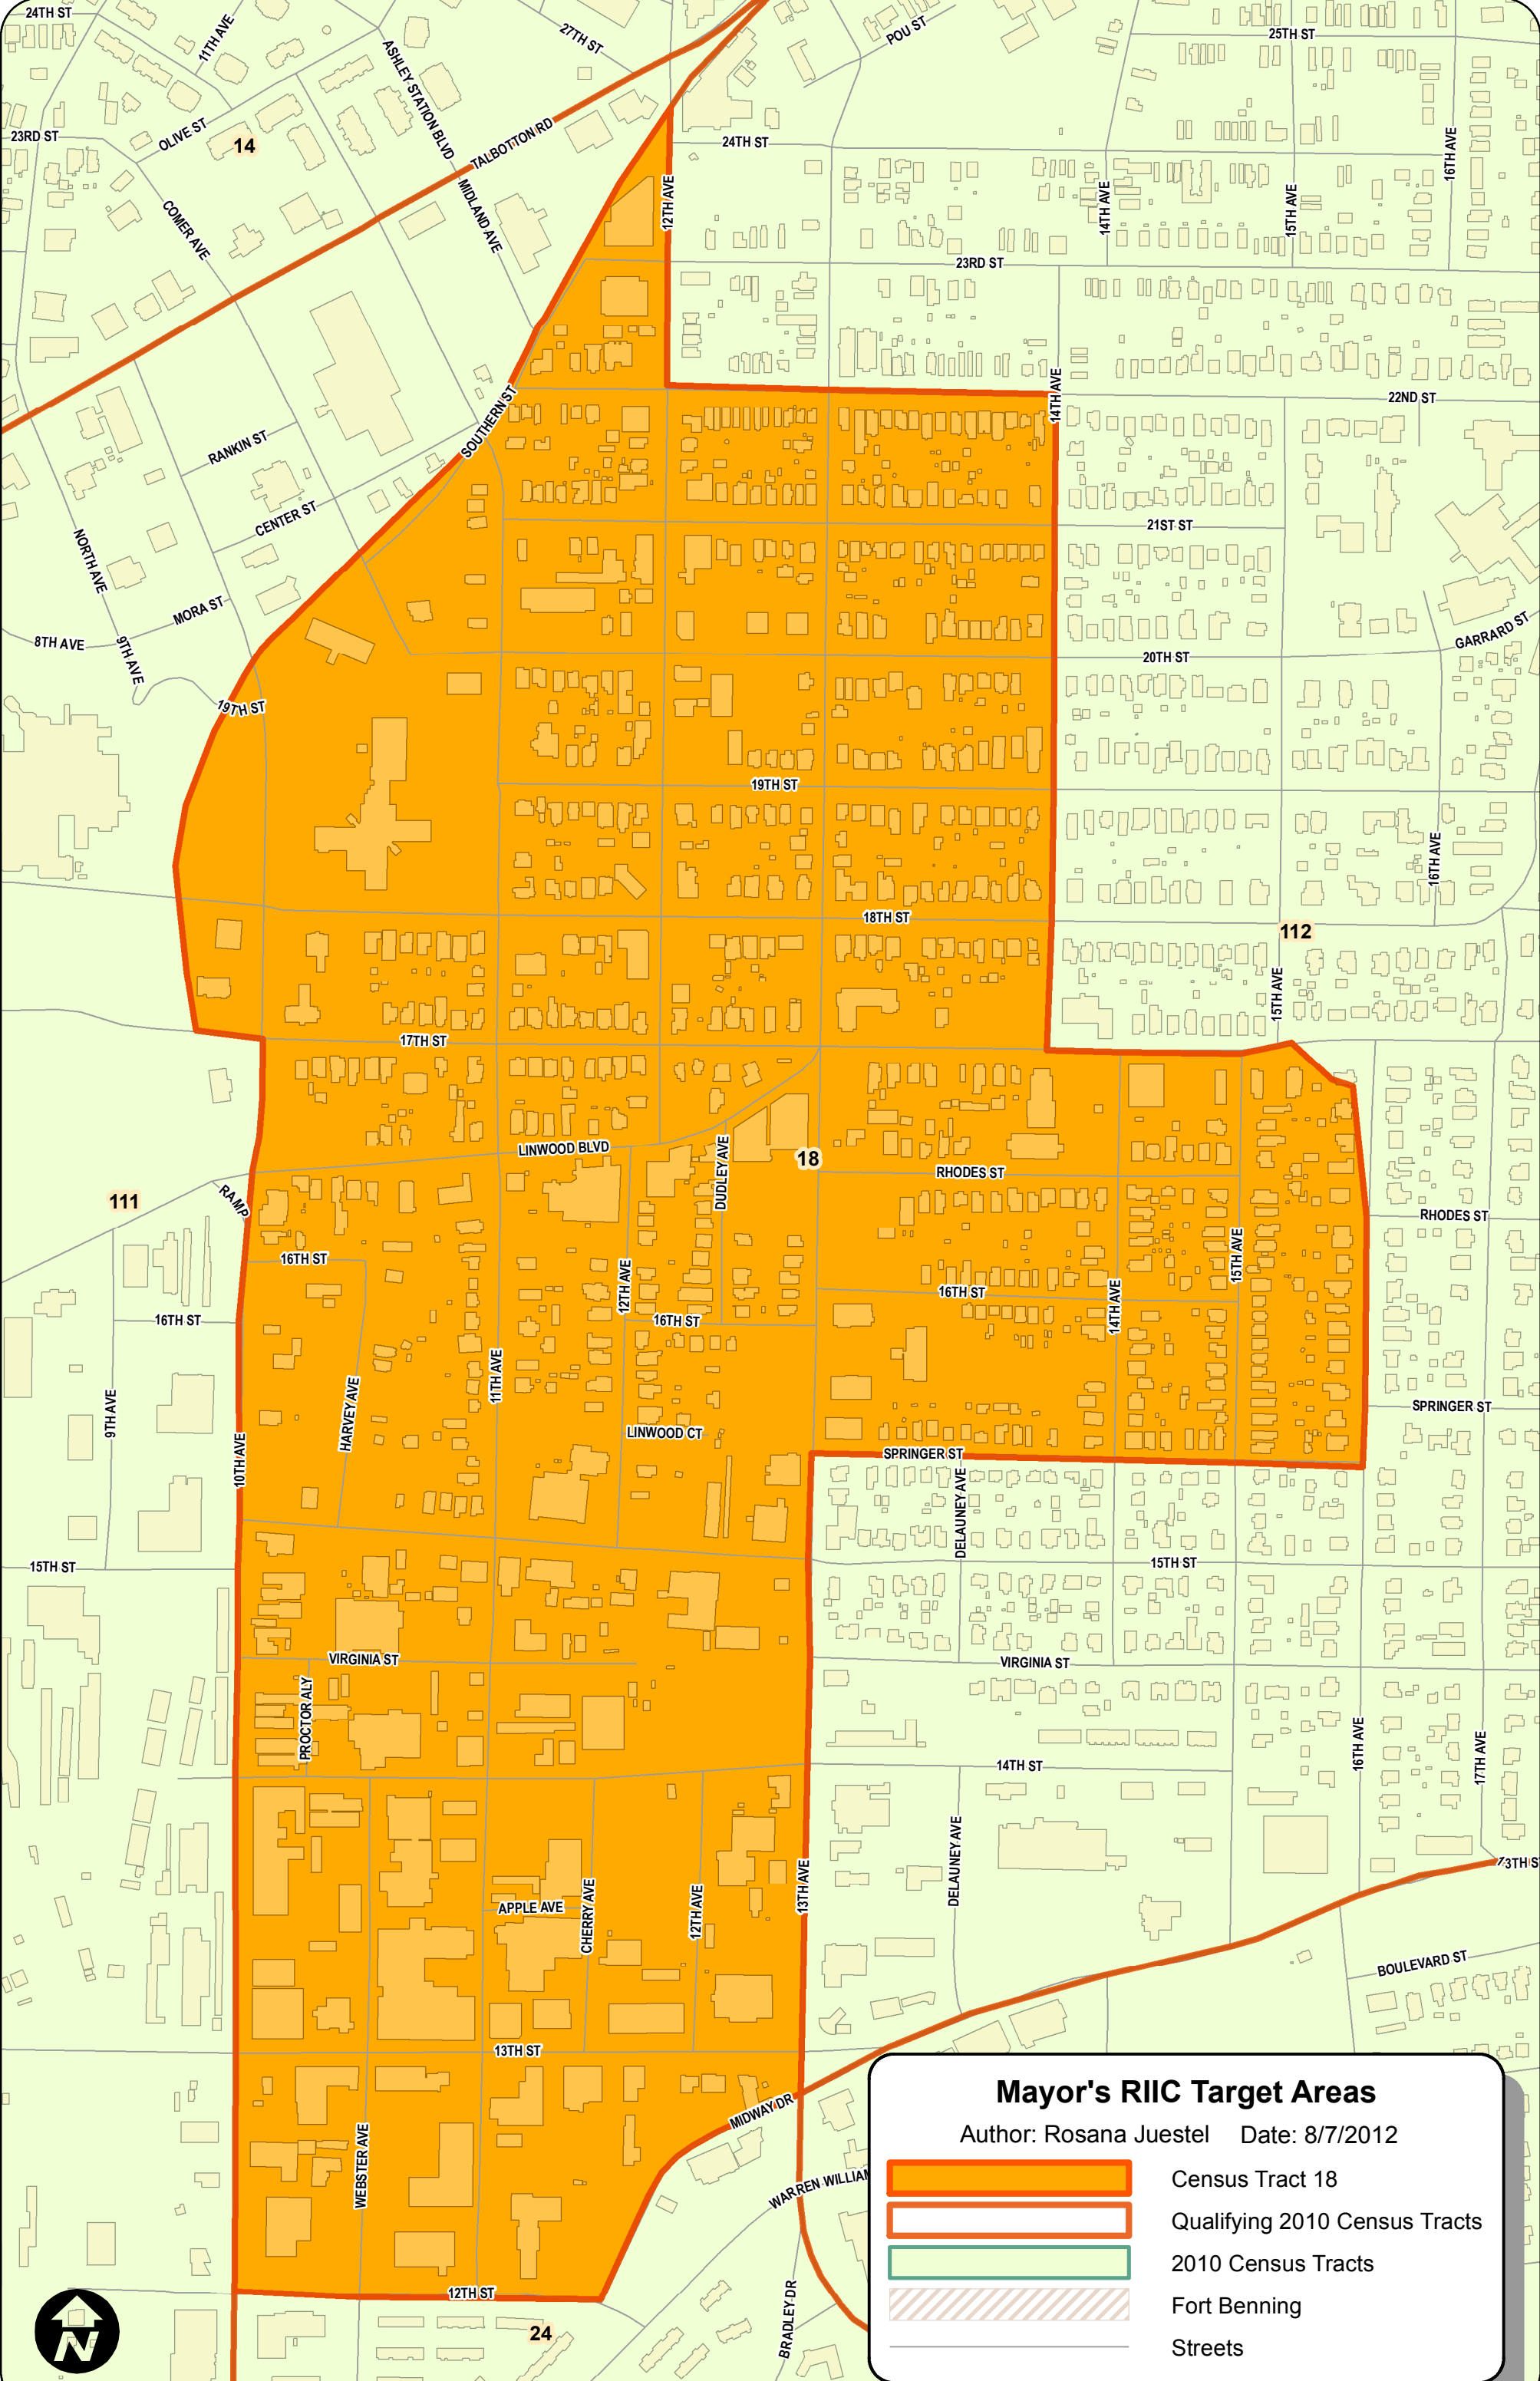 24TH ST
11TH AVE
ASHLEY STATION BLVD
27TH ST
POU ST
25TH ST
23RD ST
OLIVE ST
14
TALBOTTON RD
24TH ST
16TH AVE
COMER AVE
MIDLAND AVE
12TH AVE
14TH AVE
15TH AVE
23RD ST
SOUTHERN ST
14TH AVE
22ND ST
RANKIN ST
CENTER ST
21ST ST
NORTH AVE
MORA ST
8TH AVE
9TH AVE
20TH ST
GARRARD ST
19TH ST
19TH ST
16TH AVE
18TH ST
112
15TH AVE
17TH ST
LINWOOD BLVD
18
DUDLEY AVE
RHODES ST
111
RAMP
RHODES ST
16TH ST
15TH AVE
12TH AVE
16TH ST
14TH AVE
16TH ST
16TH ST
11TH AVE
9TH AVE
HARVEY AVE
SPRINGER ST
LINWOOD CT
10TH AVE
SPRINGER ST
DELAUNEY AVE
15TH ST
15TH ST
VIRGINIA ST
VIRGINIA ST
PROCTOR ALY
16TH AVE
17TH AVE
14TH ST
DELAUNEY AVE
13TH AVE
APPLE AVE
CHERRY AVE
12TH AVE
BOULEVARD ST
13TH ST
MIDWAY DR
WEBSTER AVE
WARREN WILLIAM
12TH ST
BRADLEY DR
24
N
Mayor's RIIC Target Areas
Author: Rosana Juestel Date: 8/7/2012
Census Tract 18
Qualifying 2010 Census Tracts
2010 Census Tracts
Fort Benning
Streets